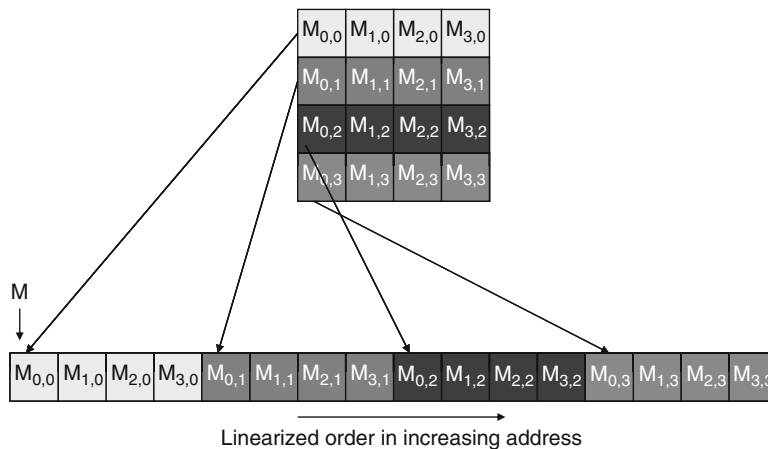 M0,0 M1,0 M2,0 M3,0
M0,1 M1,1 M2,1 M3,1
M0,2 M1,2 M2,2 M3,2
M0,3 M1,3 M2,3 M3,3
M
M0,0 M1,0 M2,0 M3,0 M0,1 M1,1 M2,1 M3,1 M0,2 M1,2 M2,2 M3,2 M0,3 M1,3 M2,3 M3,3
Linearized order in increasing address